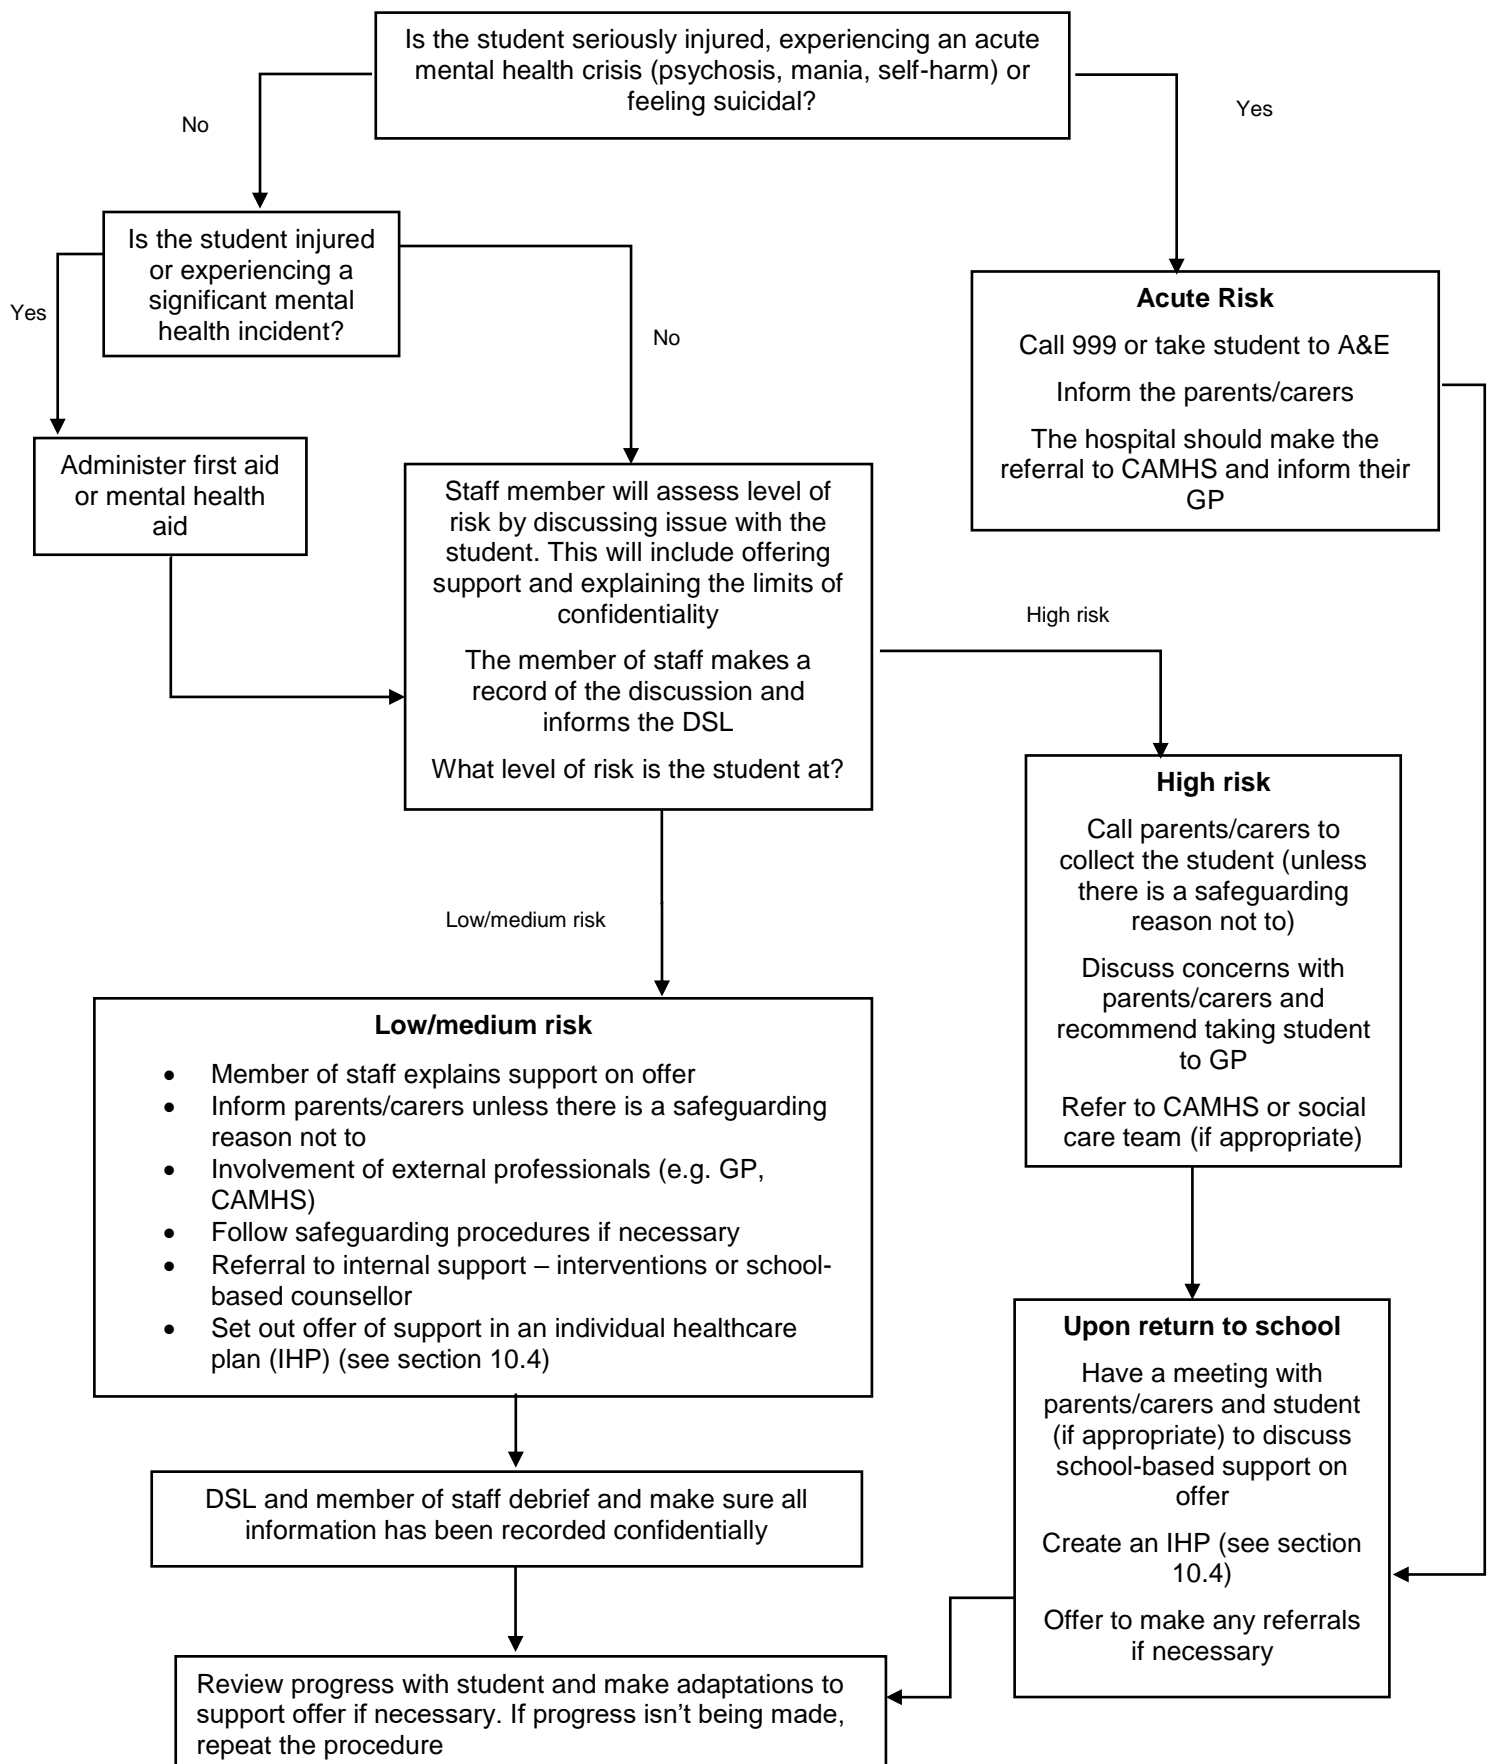 Is the student seriously injured, experiencing an acute
mental health crisis (psychosis, mania, self-harm) or
feeling suicidal?
No
Yes
Is the student injured
or experiencing a
significant mental
health incident?
Yes
No
Acute Risk
Call 999 or take student to A&E
Inform the parents/carers
The hospital should make the
referral to CAMHS and inform their
GP
Administer first aid
or mental health
aid
Staff member will assess level of
risk by discussing issue with the
student. This will include offering
support and explaining the limits of
confidentiality
The member of staff makes a
record of the discussion and
informs the DSL
What level of risk is the student at?
High risk
High risk
Call parents/carers to
collect the student (unless
there is a safeguarding
reason not to)
Discuss concerns with
parents/carers and
recommend taking student
to GP
Refer to CAMHS or social
care team (if appropriate)
Low/medium risk
Low/medium risk
• Member of staff explains support on offer
• Inform parents/carers unless there is a safeguarding
reason not to
• Involvement of external professionals (e.g. GP,
CAMHS)
• Follow safeguarding procedures if necessary
• Referral to internal support – interventions or school-
based counsellor
• Set out offer of support in an individual healthcare
plan (IHP) (see section 10.4)
Upon return to school
Have a meeting with
parents/carers and student
(if appropriate) to discuss
school-based support on
offer
Create an IHP (see section
10.4)
Offer to make any referrals
if necessary
DSL and member of staff debrief and make sure all
information has been recorded confidentially
Review progress with student and make adaptations to
support offer if necessary. If progress isn't being made,
repeat the procedure